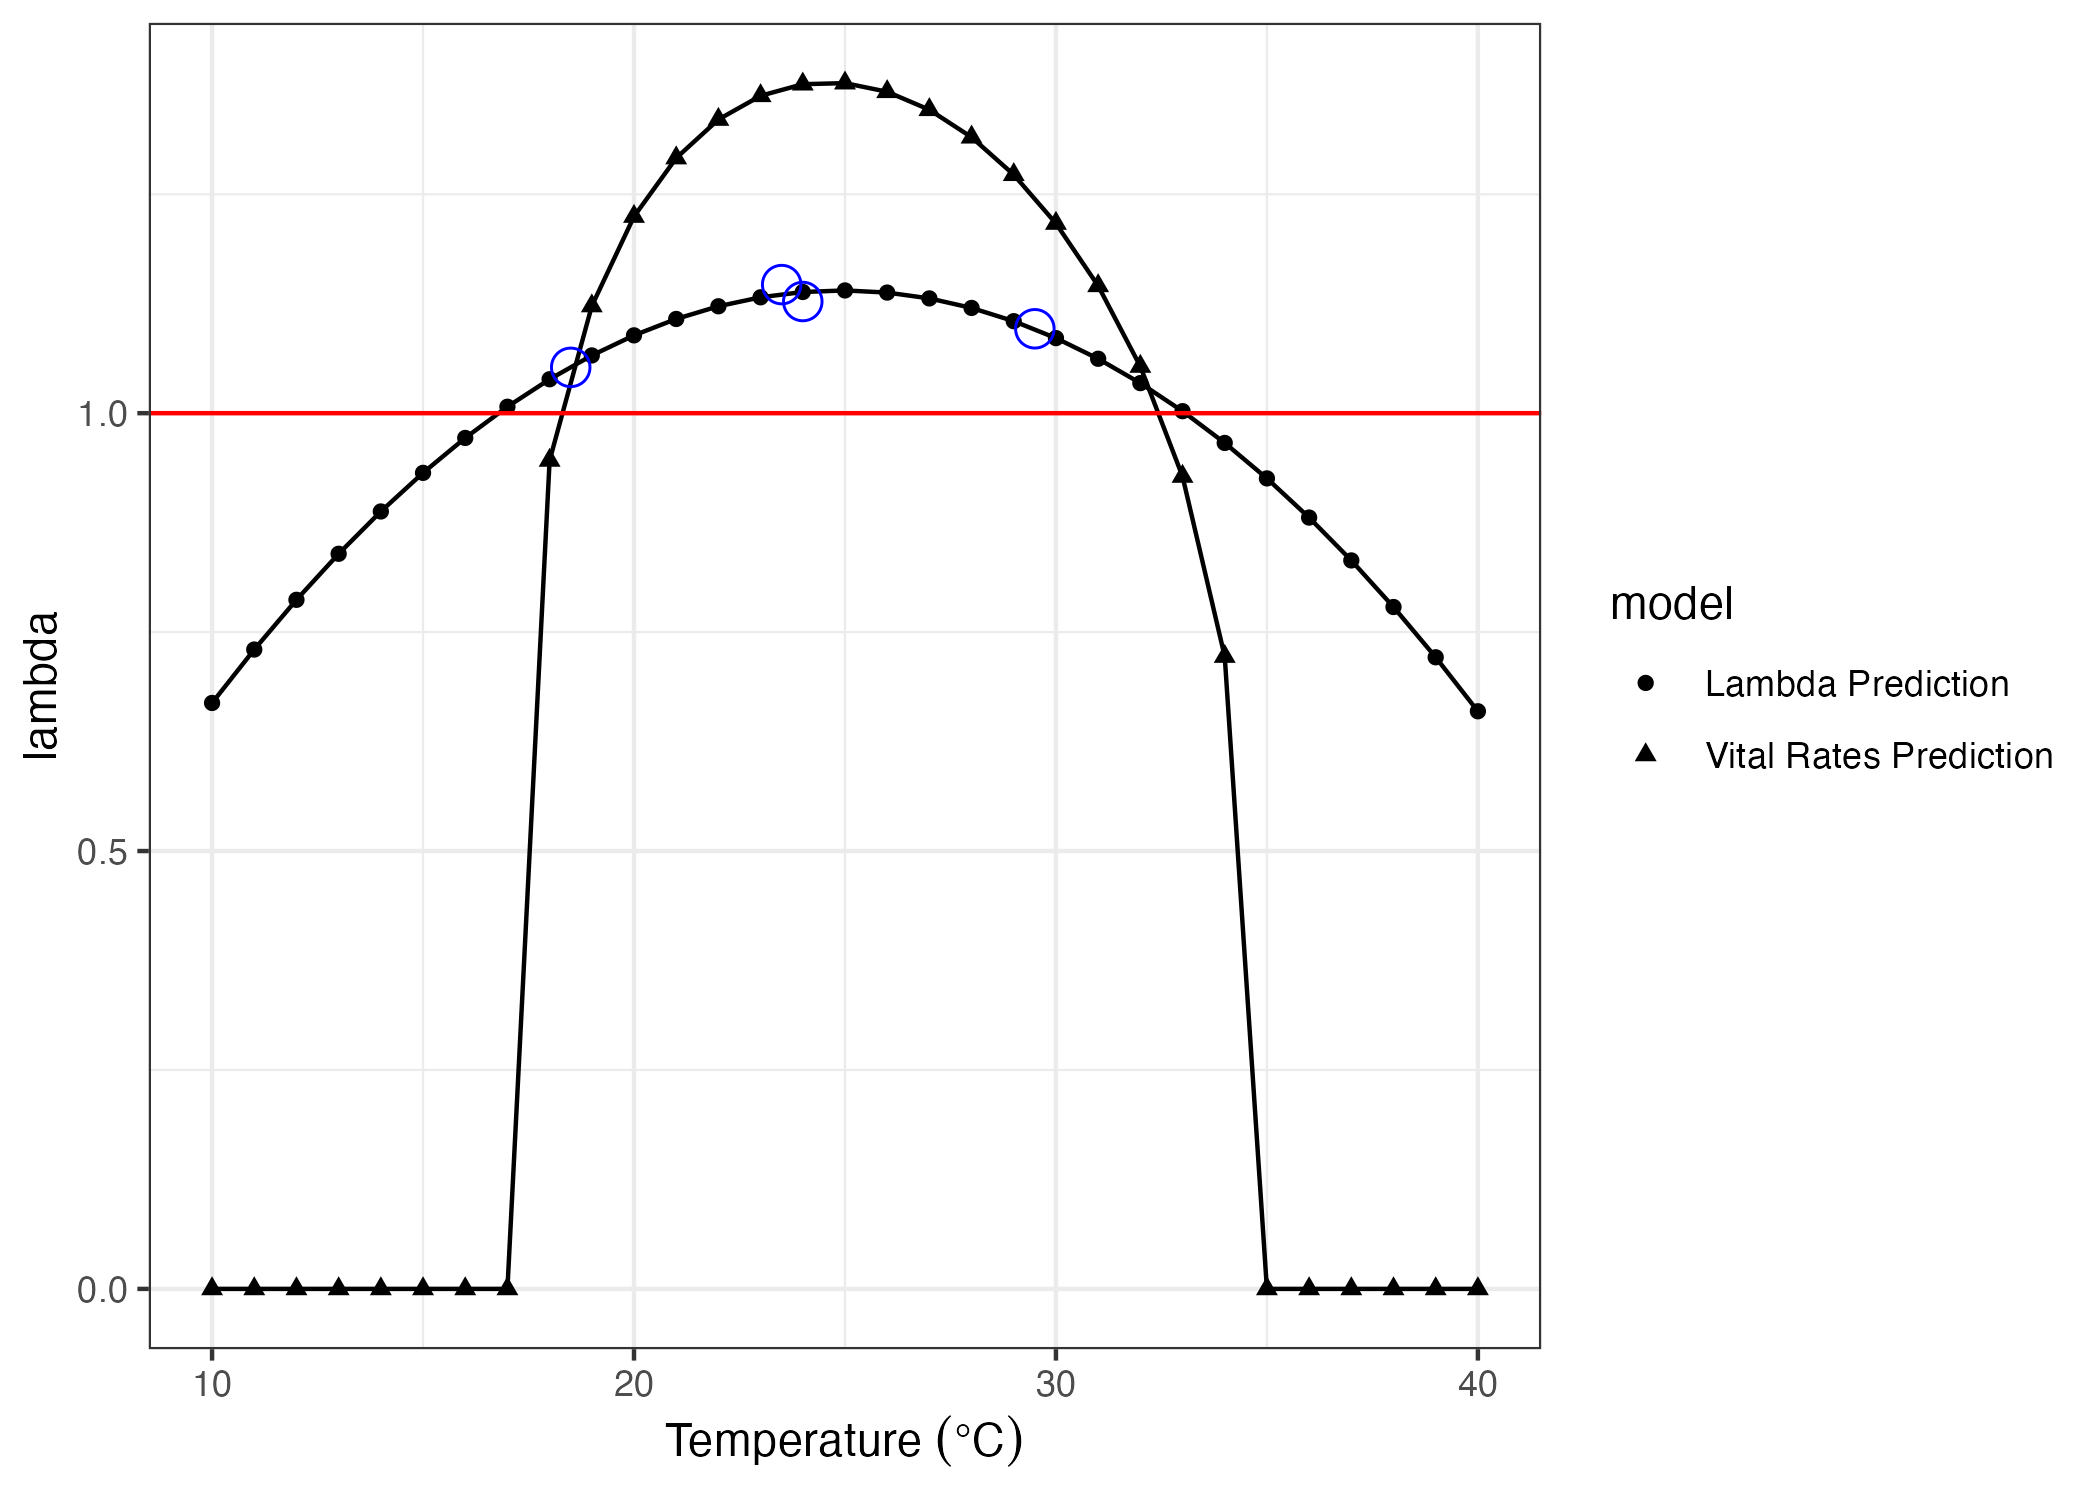 1.0
0.5
0.0
lambda
10 20 30 40
Temperature (°C)
model
Lambda Prediction
Vital Rates Prediction